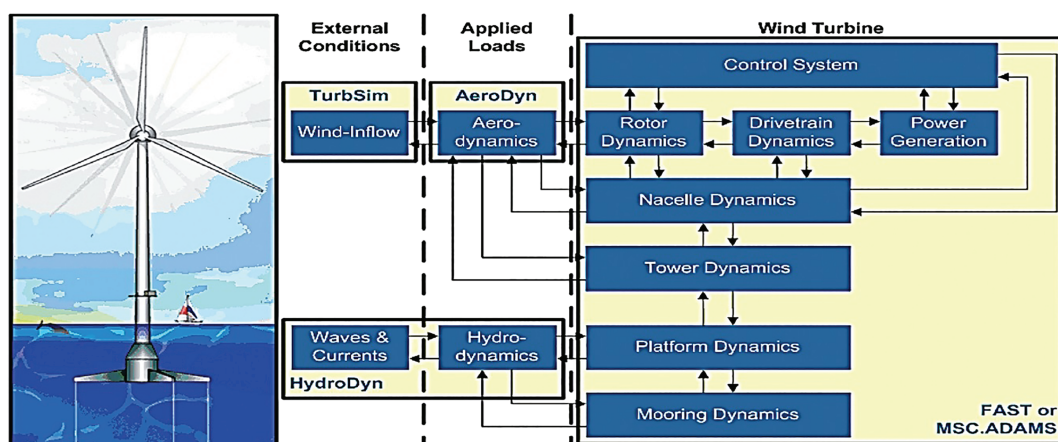 External
Conditions
Applied
Loads
Wind Turbine
TurbSim
Wind-Inflow
AeroDyn
Aero-
dynamics
Control System
Rotor
Dynamics
Drivetrain
Dynamics
Power
Generation
Nacelle Dynamics
Tower Dynamics
Waves &
Currents
HydroDyn
Hydro-
dynamics
Platform Dynamics
Mooring Dynamics
FAST or
MSC.ADAMS